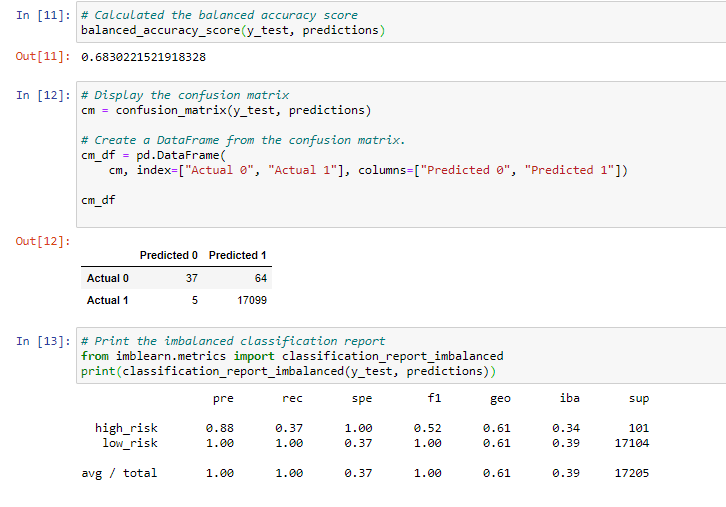 In [11]: # Calculated the balanced accuracy score
balanced_accuracy_score(y_test, predictions)
Out[11]: 0.6830221521918328
In [12]: # Display the confusion matrix
cm = confusion_matrix(y_test, predictions)
# Create a DataFrame from the confusion matrix.
cm_df = pd.DataFrame(
    cm, index=["Actual 0", "Actual 1"], columns=["Predicted 0", "Predicted 1"])
cm_df
Out[12]:
Predicted 0 Predicted 1
Actual 0 37 64
Actual 1 5 17099
In [13]: # Print the imbalanced classification report
from imblearn.metrics import classification_report_imbalanced
print(classification_report_imbalanced(y_test, predictions))
pre rec spe f1 geo iba sup
high_risk 0.88 0.37 1.00 0.52 0.61 0.34 101
low_risk 1.00 1.00 0.37 1.00 0.61 0.39 17104
avg / total 1.00 1.00 0.37 1.00 0.61 0.39 17205